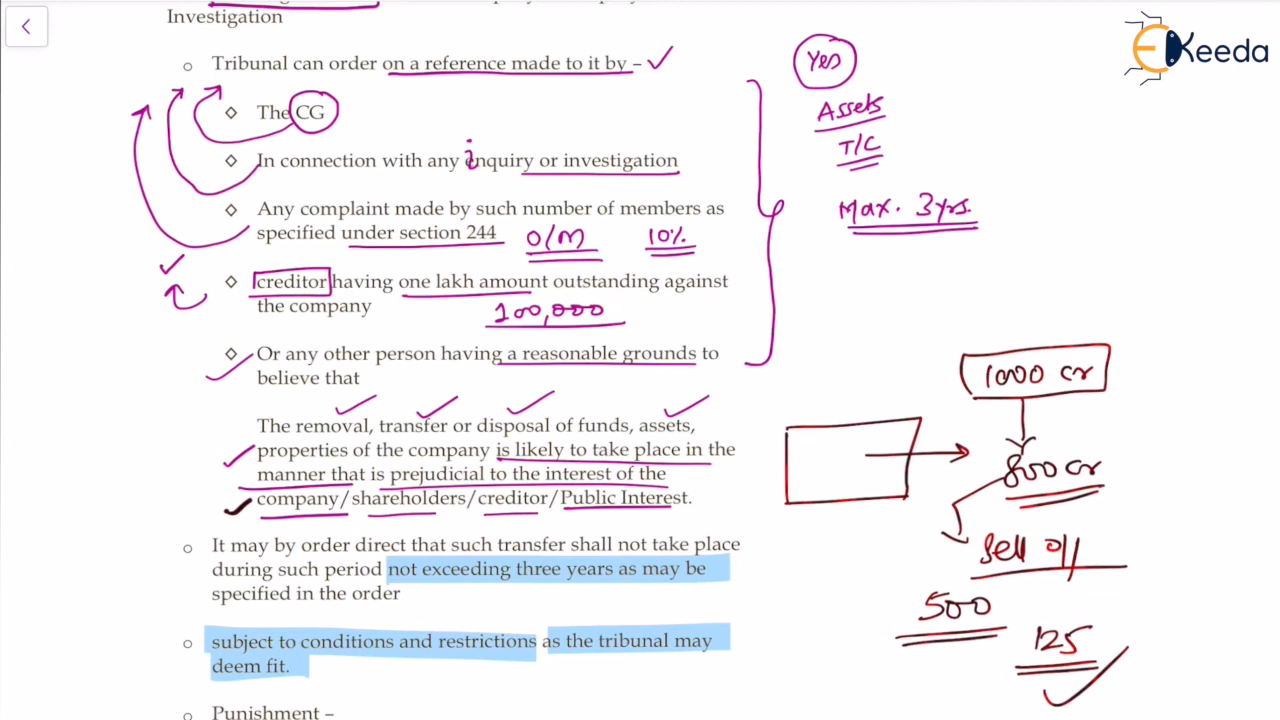 Investigation
Tribunal can order on a reference made to it by –
The CG
In connection with any inquiry or investigation
Any complaint made by such number of members as
specified under section 244
O/M 10%
creditor having one lakh amount outstanding against
the company
100,000
Or any other person having a reasonable grounds to
believe that
The removal, transfer or disposal of funds, assets,
properties of the company is likely to take place in the
manner that is prejudicial to the interest of the
company/shareholders/creditor/Public Interest.
It may by order direct that such transfer shall not take place
during such period not exceeding three years as may be
specified in the order
subject to conditions and restrictions as the tribunal may
deem fit.
Punishment –
Yes
Assets
T/C
Max. 3 yrs.
1000 cr
800 cr
Sell off
500
125
EKeeda